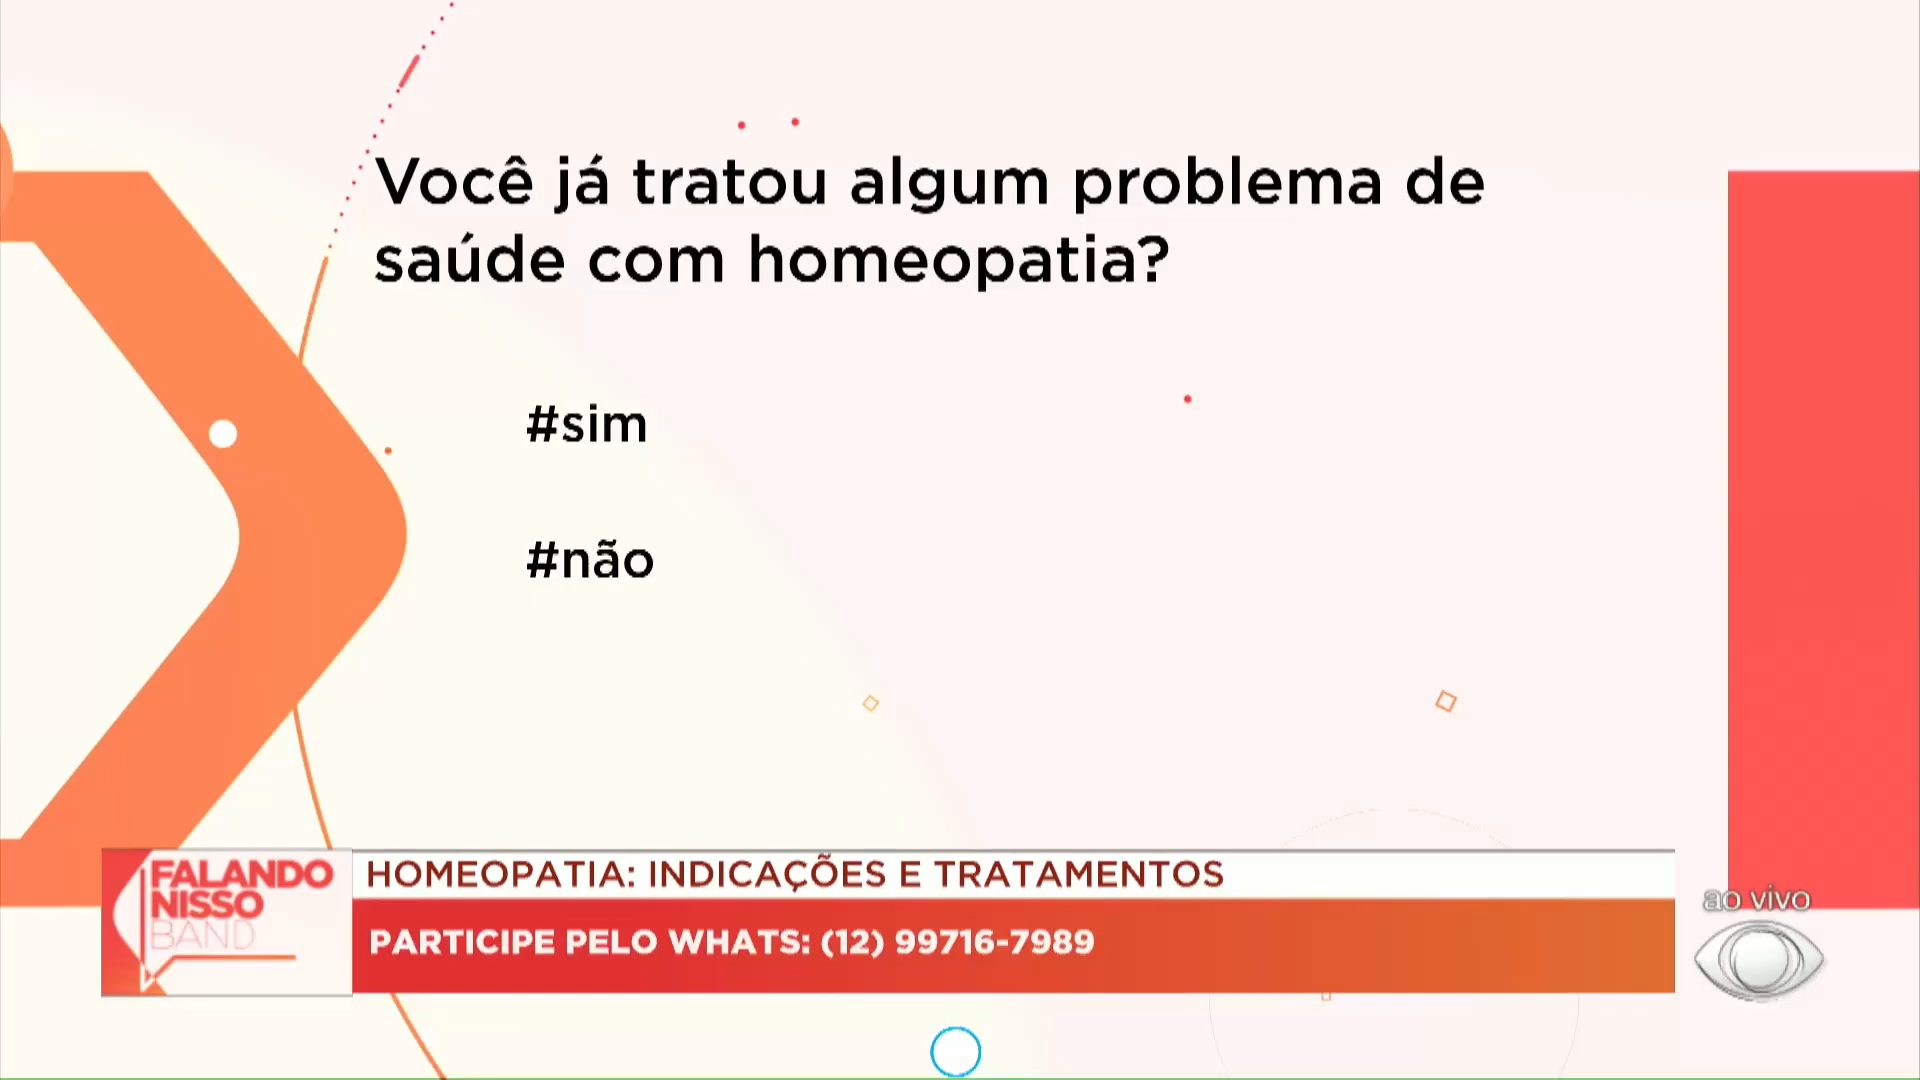 Você já tratou algum problema de
saúde com homeopatia?
#sim
#não
FALANDO
NISSO
BAND
HOMEOPATIA: INDICAÇÕES E TRATAMENTOS
PARTICIPE PELO WHATS: (12) 99716-7989
ao vivo